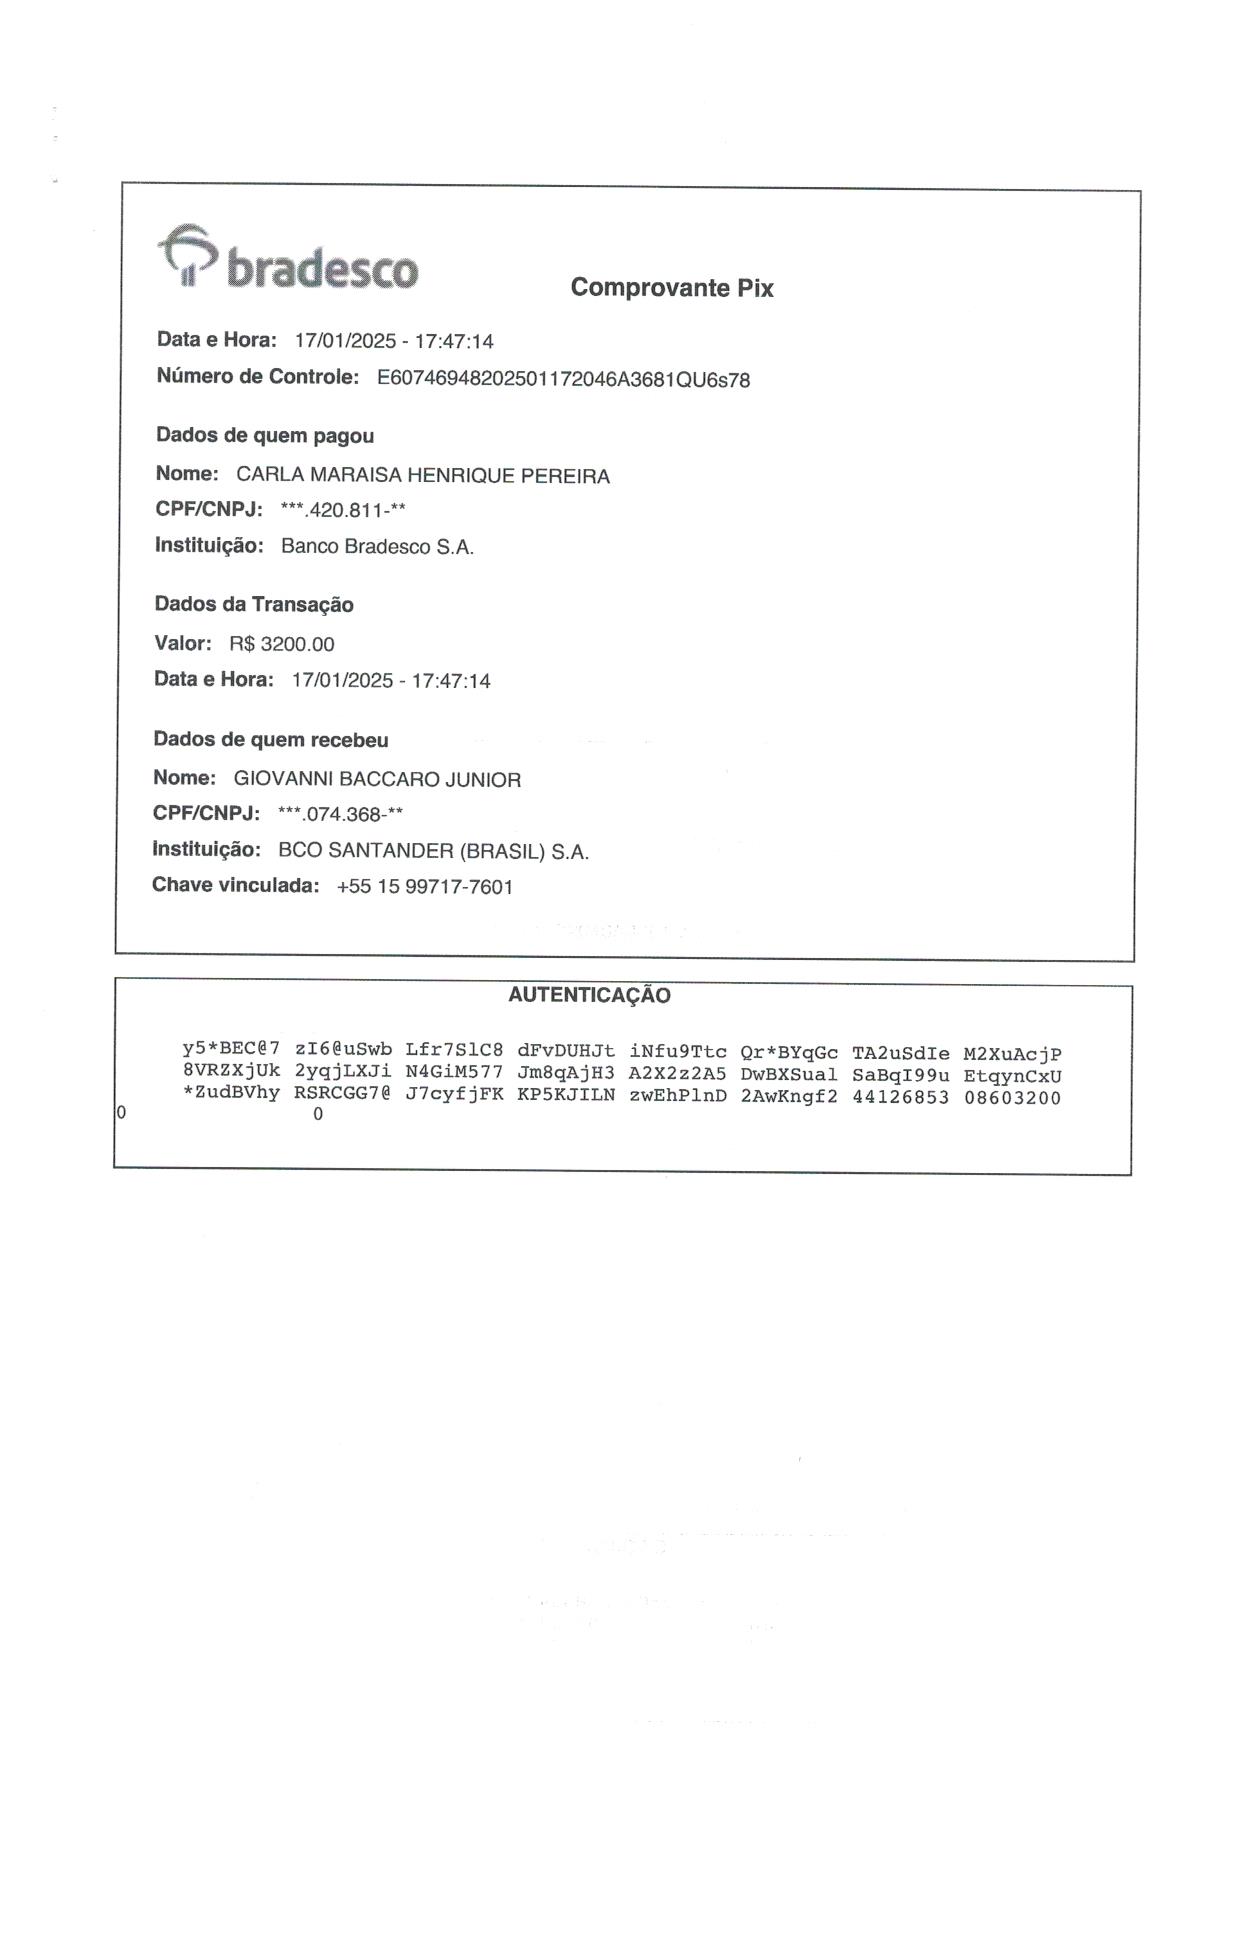 bradesco
Comprovante Pix
Data e Hora: 17/01/2025 - 17:47:14
Número de Controle: E60746948202501172046A3681QU6s78
Dados de quem pagou
Nome: CARLA MARAISA HENRIQUE PEREIRA
CPF/CNPJ: ***.420.811-**
Instituição: Banco Bradesco S.A.
Dados da Transação
Valor: R$ 3200.00
Data e Hora: 17/01/2025 - 17:47:14
Dados de quem recebeu
Nome: GIOVANNI BACCARO JUNIOR
CPF/CNPJ: ***.074.368-**
Instituição: BCO SANTANDER (BRASIL) S.A.
Chave vinculada: +55 15 99717-7601
AUTENTICAÇÃO
y5*BEC@7 zI6@uSwb Lfr7SlC8 dFvDUHJt iNfu9Ttc Qr*BYqGc TA2uSdIe M2XuAcjP
8VRZXjUk 2yqjLXJi N4GiM577 Jm8qAjH3 A2X2z2A5 DwBXSual SaBqI99u EtqynCxU
*ZudBVhy RSRCGG7@ J7cyfjFK KP5KJILN zwEhPlnD 2AwKngf2 44126853 08603200
0 0